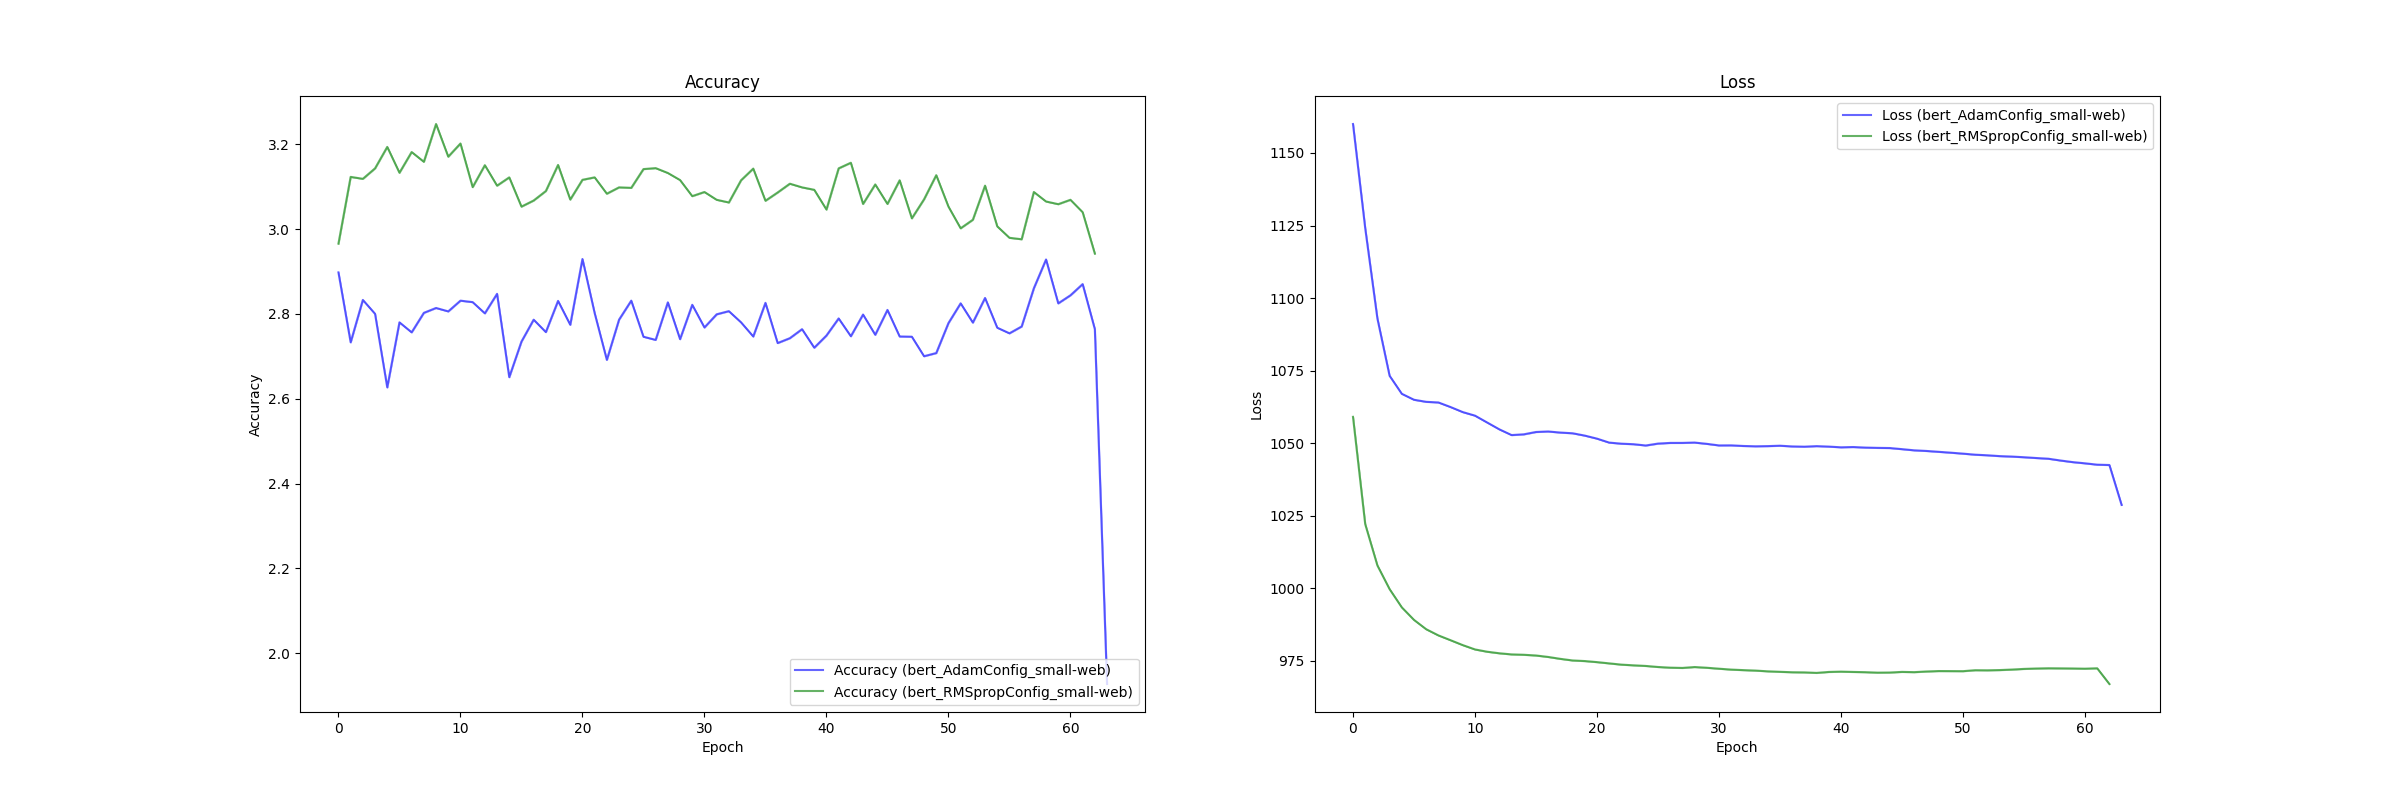 Accuracy
3.2
3.0
2.8
2.6
2.4
2.2
2.0
Accuracy
0 10 20 30 40 50 60
Epoch
Accuracy (bert_AdamConfig_small-web)
Accuracy (bert_RMSpropConfig_small-web)
Loss
1150
1125
1100
1075
1050
1025
1000
975
Loss
0 10 20 30 40 50 60
Epoch
Loss (bert_AdamConfig_small-web)
Loss (bert_RMSpropConfig_small-web)